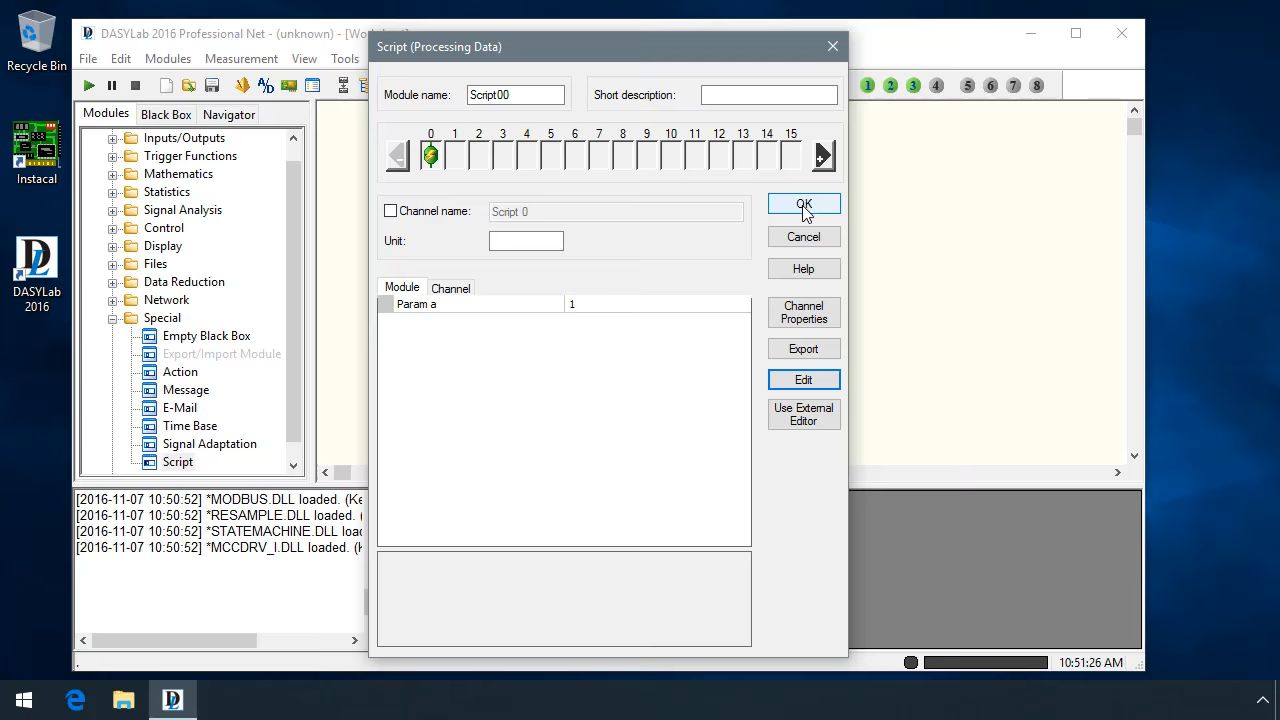 Recycle Bin
Instacal
DASYLab
2016
DASYLab 2016 Professional Net - (unknown) - [Wo
File Edit Modules Measurement View Tools
Modules Black Box Navigator
Inputs/Outputs
Trigger Functions
Mathematics
Statistics
Signal Analysis
Control
Display
Files
Data Reduction
Network
Special
Empty Black Box
Export/Import Module
Action
Message
E-Mail
Time Base
Signal Adaptation
Script
1 2 3 4 5 6 7 8
Script (Processing Data)
Module name: Script00 Short description:
0 1 2 3 4 5 6 7 8 9 10 11 12 13 14 15
Channel name: Script 0
Unit:
OK
Cancel
Help
Channel
Properties
Export
Edit
Use External
Editor
Module Channel
Param a 1
[2016-11-07 10:50:52] *MODBUS.DLL loaded. (Ke
[2016-11-07 10:50:52] *RESAMPLE.DLL loaded. (
[2016-11-07 10:50:52] *STATEMACHINE.DLL loa
[2016-11-07 10:50:52] *MCCDRV_I.DLL loaded. (K
10:51:26 AM